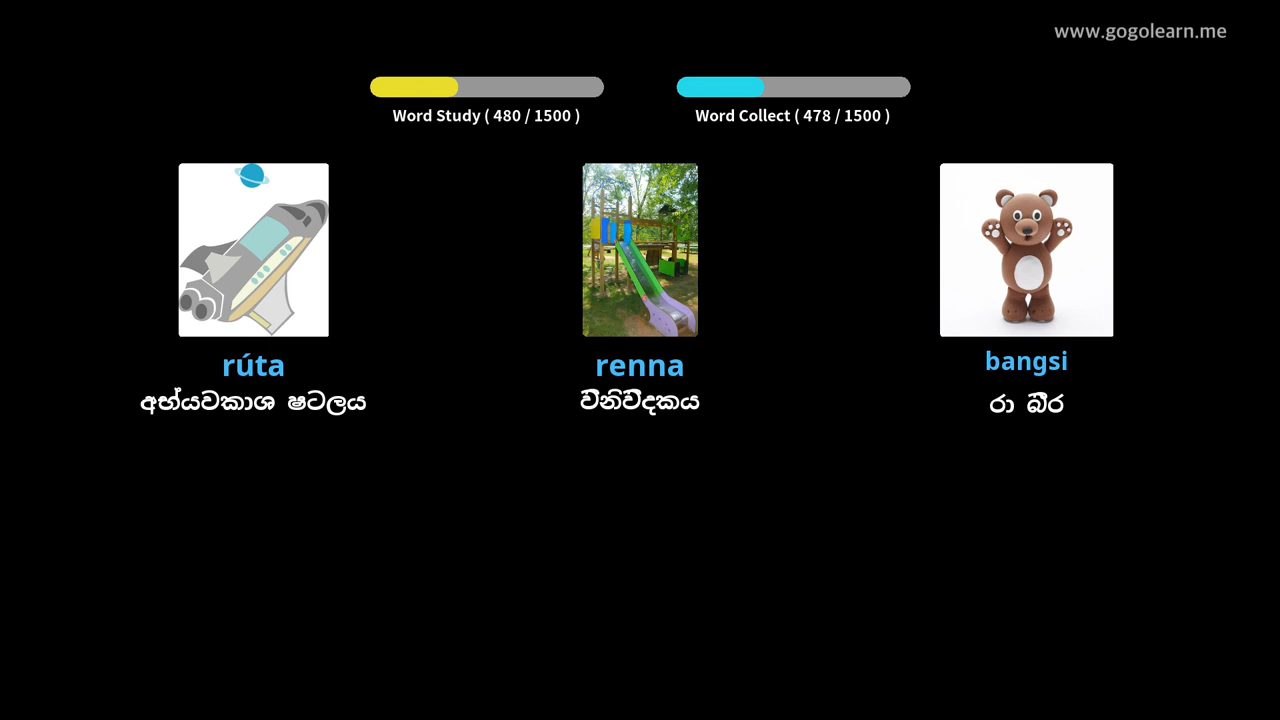 www.gogolearn.me
Word Study ( 480 / 1500 )
Word Collect ( 478 / 1500 )
rúta
renna
bangsi
අභ්යවකාශ ෂටලය
විනිවිදකය
රා බීර